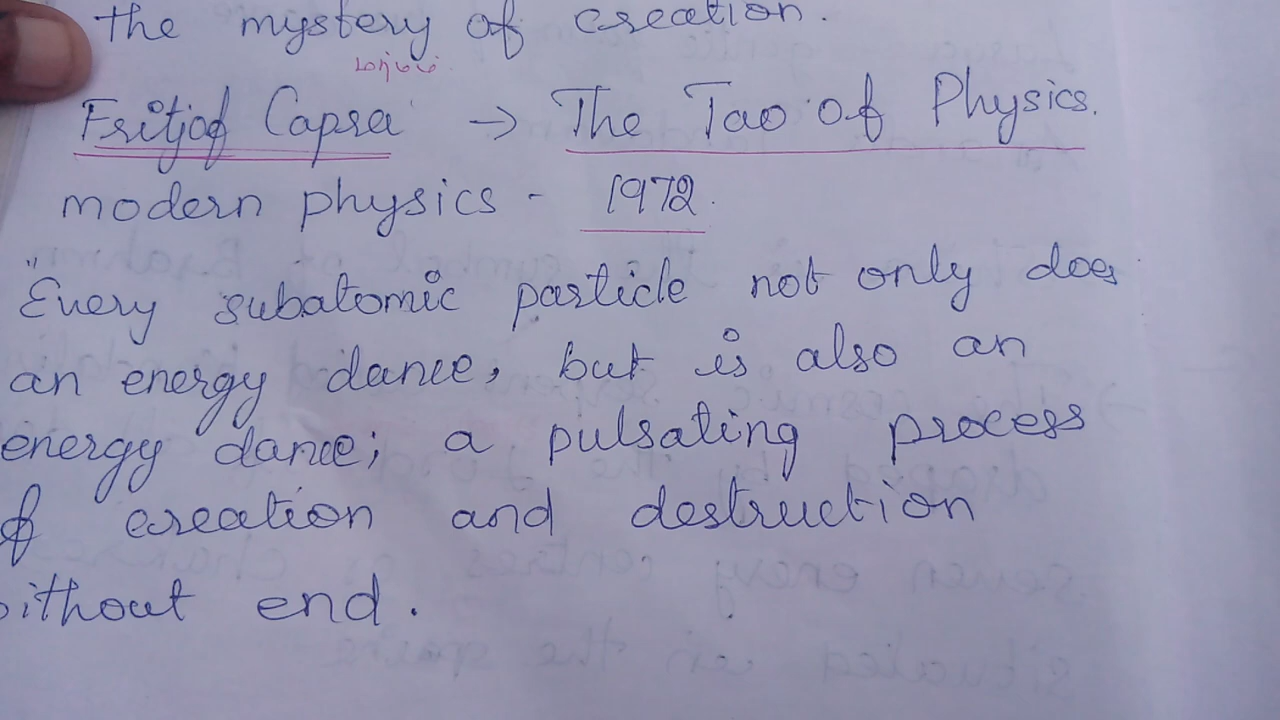 the mystery of creation.
Fritjof Capra → The Tao of Physics.
modern physics - 1972.
"Every subatomic particle not only does
an energy dance, but is also an
energy dance; a pulsating process
of creation and destruction
without end.